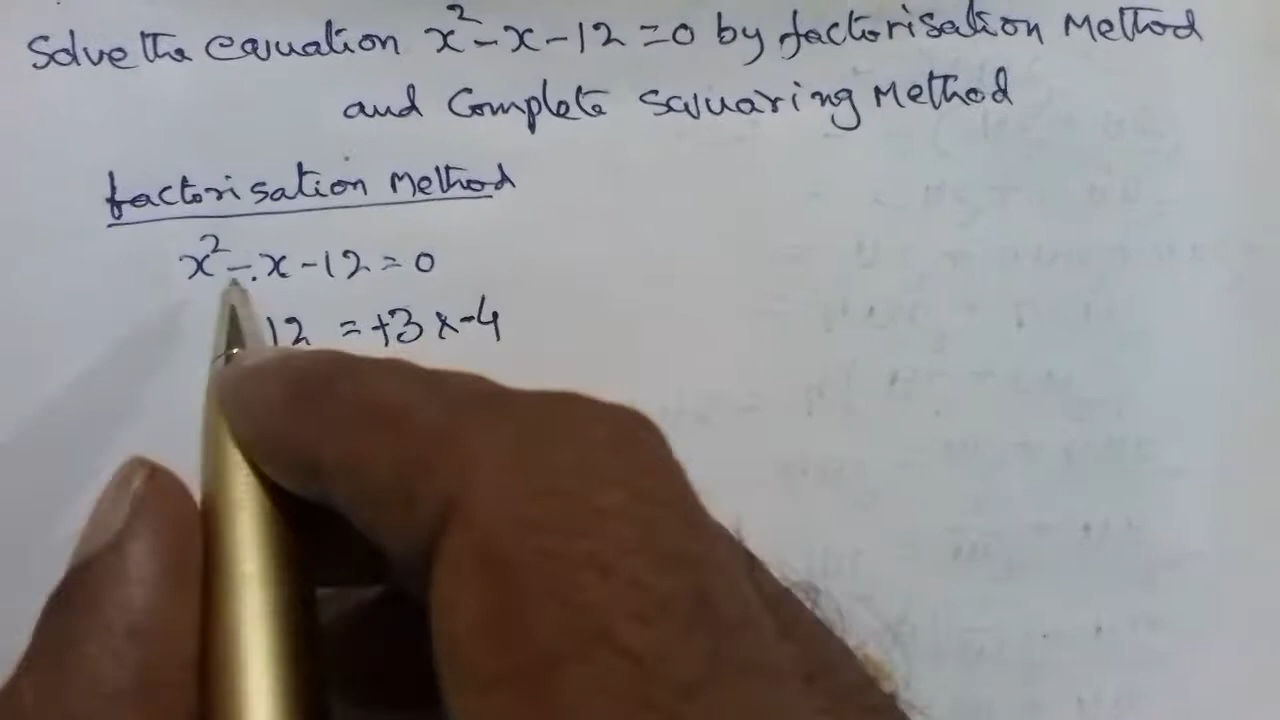 Solve the equation x² - x - 12 = 0 by factorisation Method
and Complete Squaring Method
factorisation Method
x² - x - 12 = 0
12 = +3 x -4